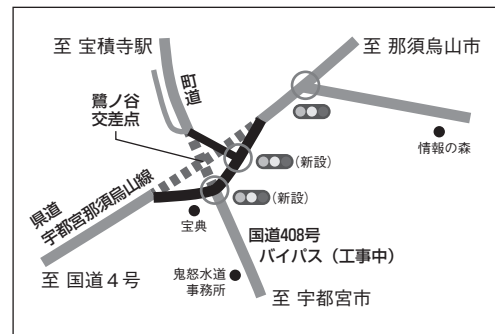 至 宝積寺駅
至 那須烏山市
町道
鷺ノ谷
交差点
情報の森
(新設)
(新設)
県道
宇都宮那須烏山線
宝典
国道408号
バイパス（工事中）
至 国道４号
鬼怒水道
事務所
至 宇都宮市